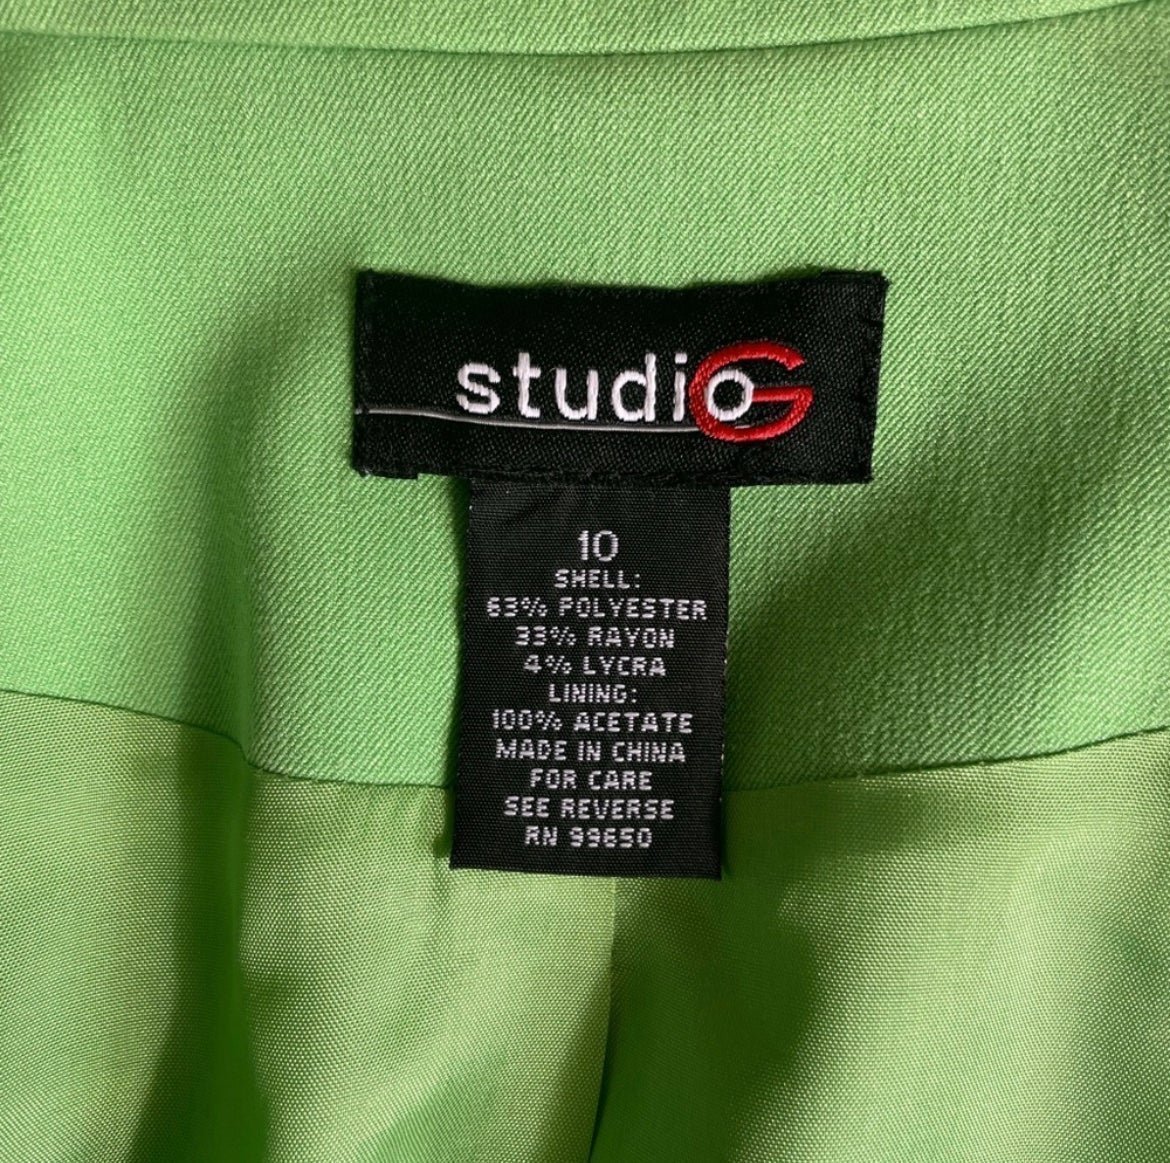 studioG
10
SHELL:
63% POLYESTER
33% RAYON
4% LYCRA
LINING:
100% ACETATE
MADE IN CHINA
FOR CARE
SEE REVERSE
RN 99650